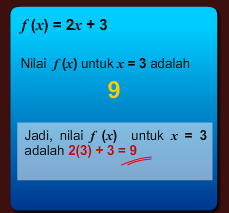 f (x) = 2x + 3
Nilai f (x) untuk x = 3 adalah
9
Jadi, nilai f (x) untuk x = 3
adalah 2(3) + 3 = 9